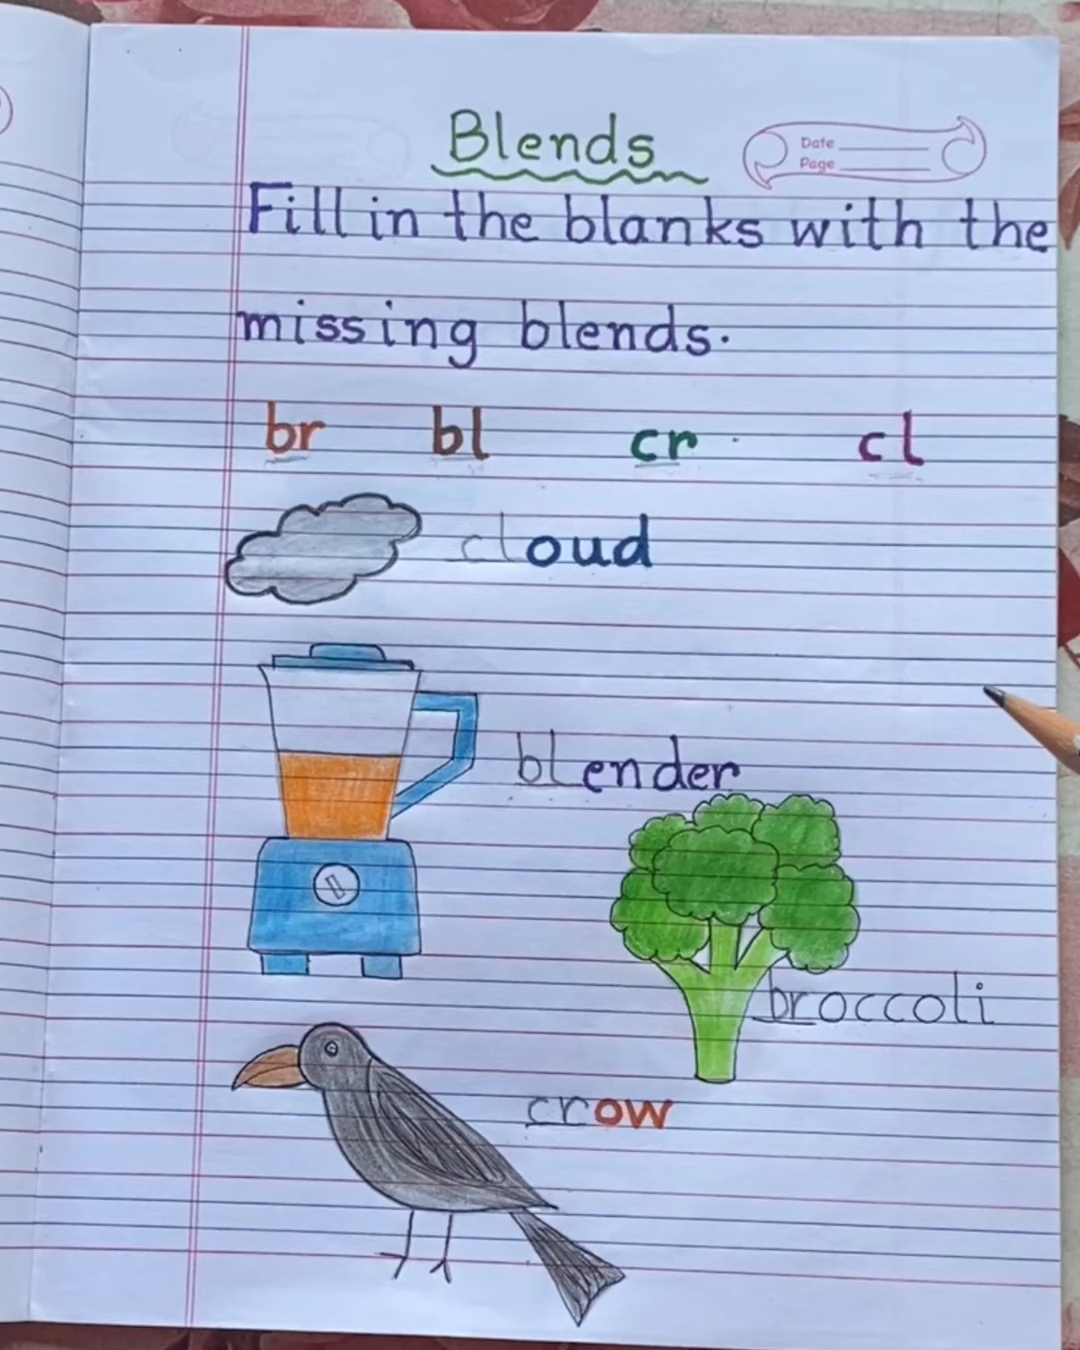 Blends
Date
Page
Fill in the blanks with the
missing blends.
br bl cr cl
cloud
blender
broccoli
crow